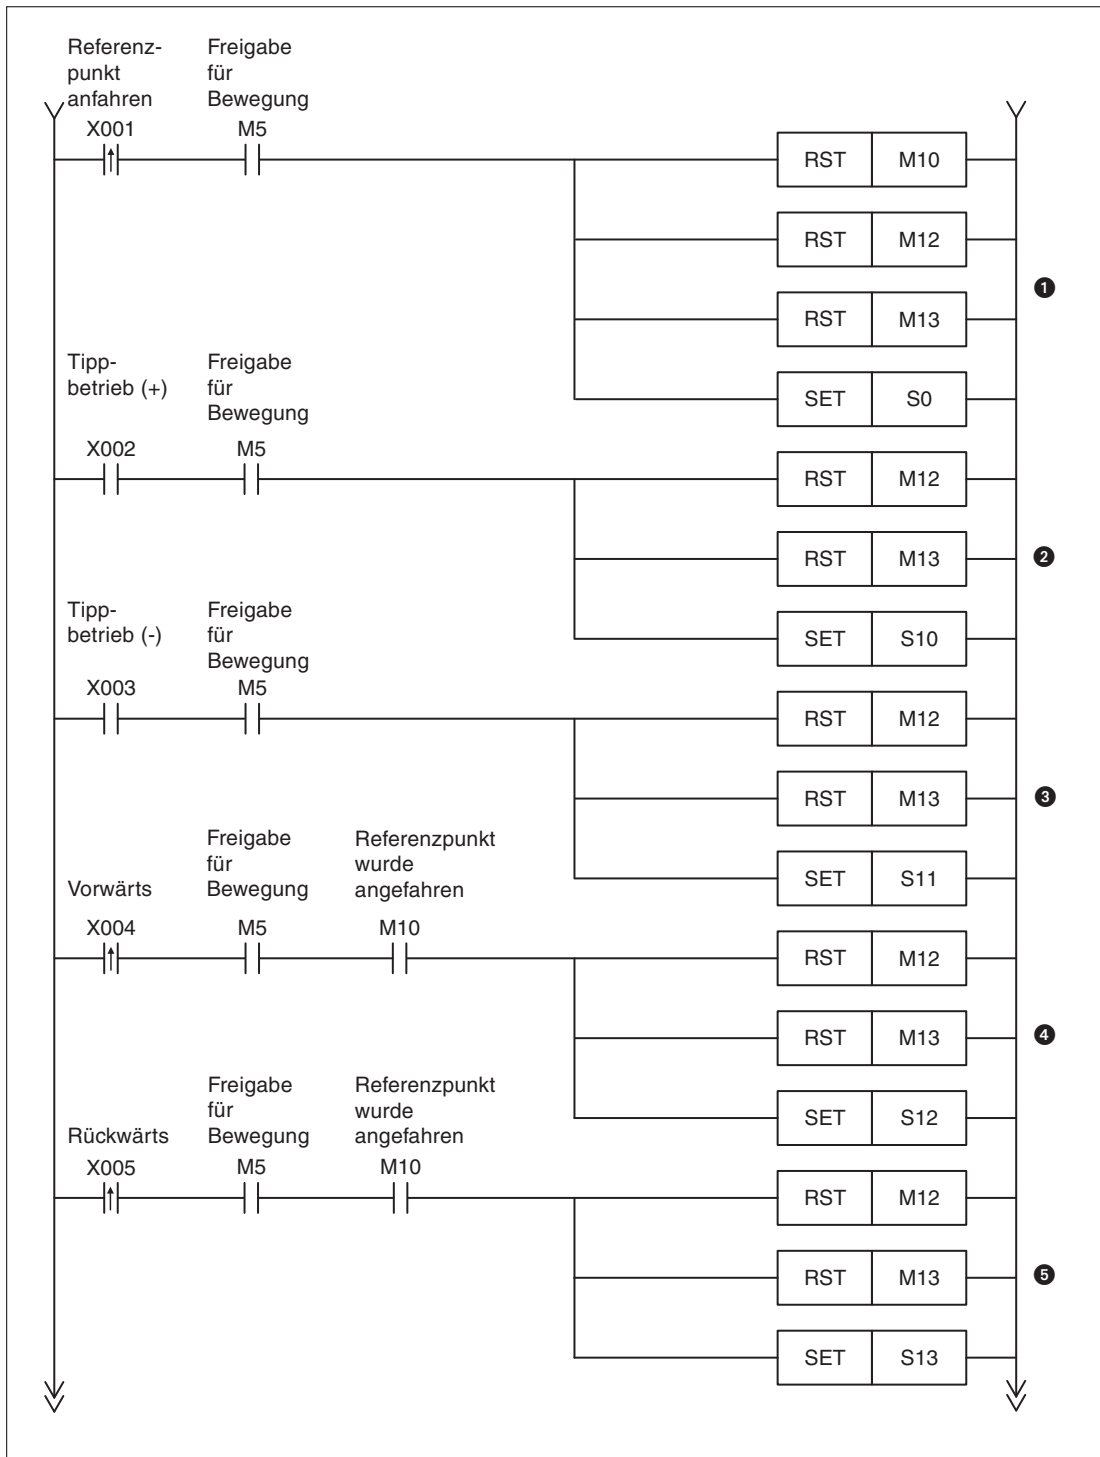 Referenz-
punkt
anfahren
Freigabe
für
Bewegung
X001
M5
RST M10
RST M12
❶
RST M13
SET S0
Tipp-
betrieb (+)
Freigabe
für
Bewegung
X002
M5
RST M12
RST M13
❷
SET S10
Tipp-
betrieb (-)
Freigabe
für
Bewegung
X003
M5
RST M12
RST M13
❸
SET S11
Vorwärts
Freigabe
für
Bewegung
Referenzpunkt
wurde
angefahren
X004
M5
M10
RST M12
RST M13
❹
SET S12
Rückwärts
Freigabe
für
Bewegung
Referenzpunkt
wurde
angefahren
X005
M5
M10
RST M12
RST M13
❺
SET S13